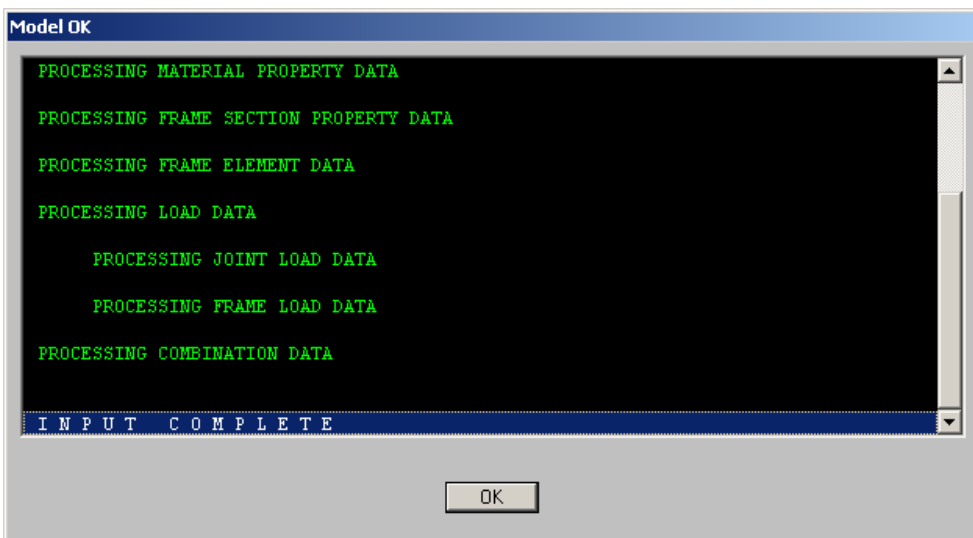 Model OK
PROCESSING MATERIAL PROPERTY DATA
PROCESSING FRAME SECTION PROPERTY DATA
PROCESSING FRAME ELEMENT DATA
PROCESSING LOAD DATA
PROCESSING JOINT LOAD DATA
PROCESSING FRAME LOAD DATA
PROCESSING COMBINATION DATA
I N P U T   C O M P L E T E
OK